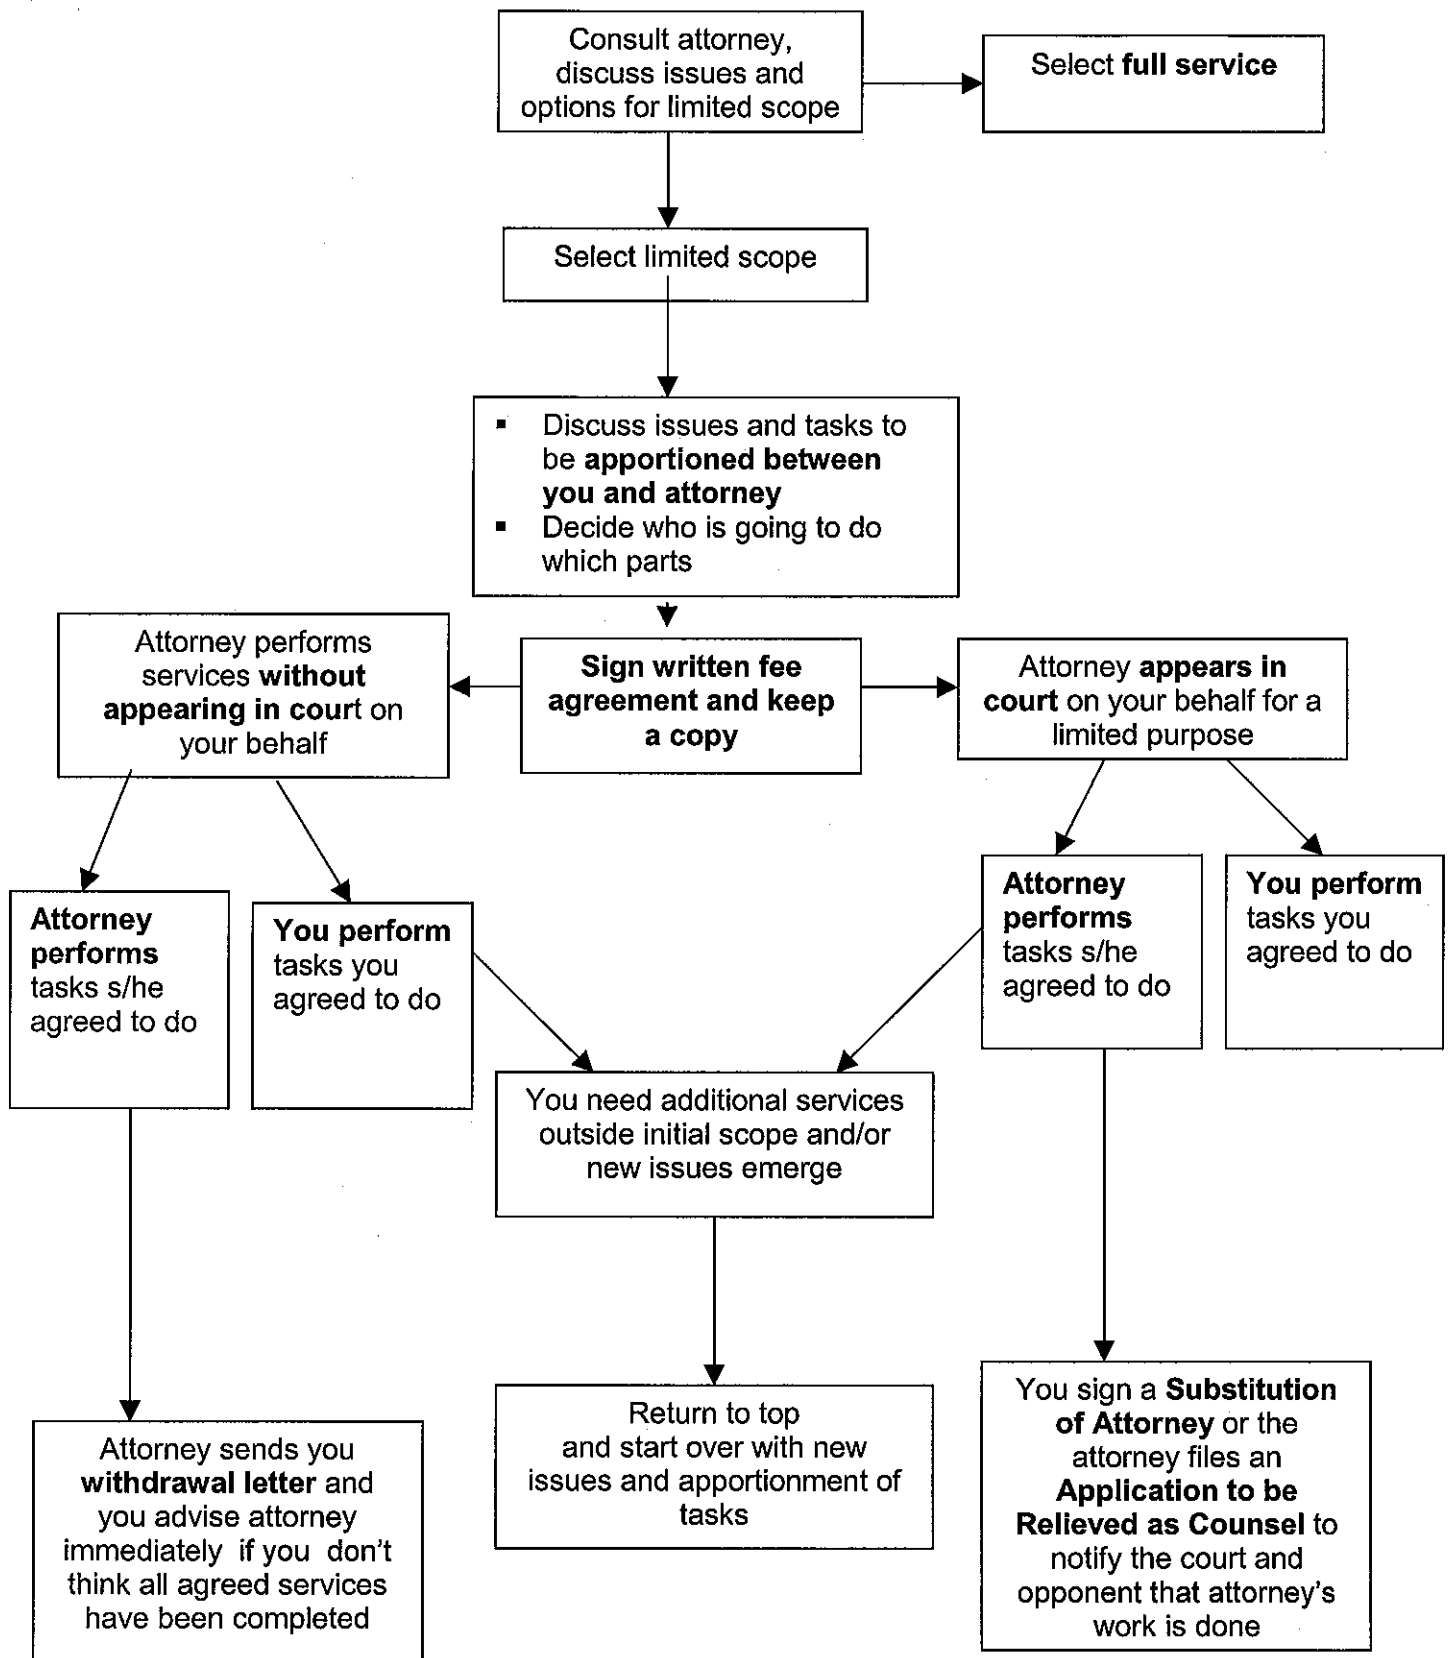 Consult attorney,
discuss issues and
options for limited scope
Select full service
Select limited scope
▪ Discuss issues and tasks to
be apportioned between
you and attorney
▪ Decide who is going to do
which parts
Attorney performs
services without
appearing in court on
your behalf
Sign written fee
agreement and keep
a copy
Attorney appears in
court on your behalf for a
limited purpose
Attorney
performs
tasks s/he
agreed to do
You perform
tasks you
agreed to do
Attorney
performs
tasks s/he
agreed to do
You perform
tasks you
agreed to do
You need additional services
outside initial scope and/or
new issues emerge
Attorney sends you
withdrawal letter and
you advise attorney
immediately if you don't
think all agreed services
have been completed
Return to top
and start over with new
issues and apportionment of
tasks
You sign a Substitution
of Attorney or the
attorney files an
Application to be
Relieved as Counsel to
notify the court and
opponent that attorney's
work is done